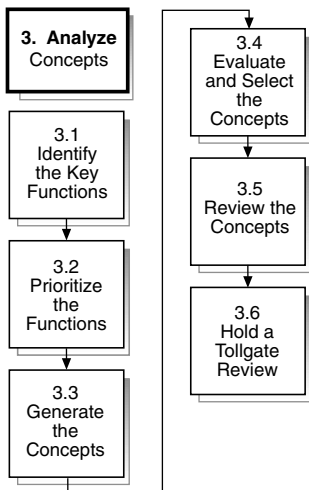 3. Analyze
Concepts
3.1
Identify
the Key
Functions
3.2
Prioritize
the
Functions
3.3
Generate
the
Concepts
3.4
Evaluate
and Select
the
Concepts
3.5
Review the
Concepts
3.6
Hold a
Tollgate
Review